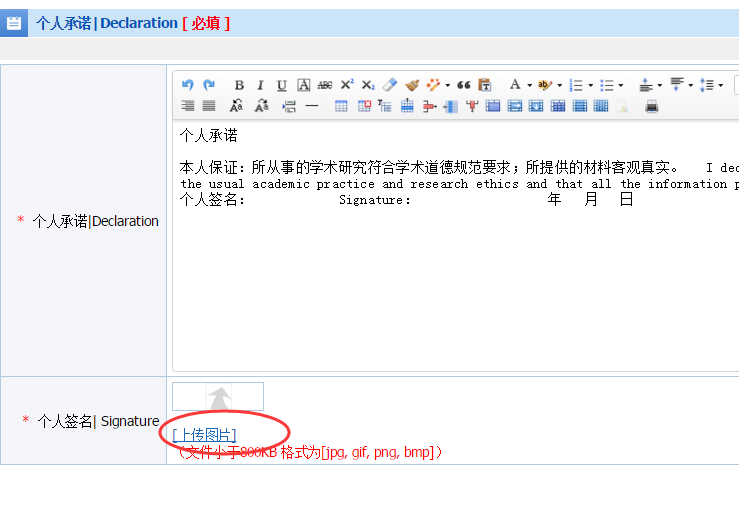 个人承诺|Declaration [ 必填 ]
* 个人承诺|Declaration
个人承诺
本人保证：所从事的学术研究符合学术道德规范要求；所提供的材料客观真实。 I dec
the usual academic practice and research ethics and that all the information p
个人签名： Signature： 年 月 日
* 个人签名| Signature
[上传图片]
（文件小于800KB 格式为[jpg, gif, png, bmp]）